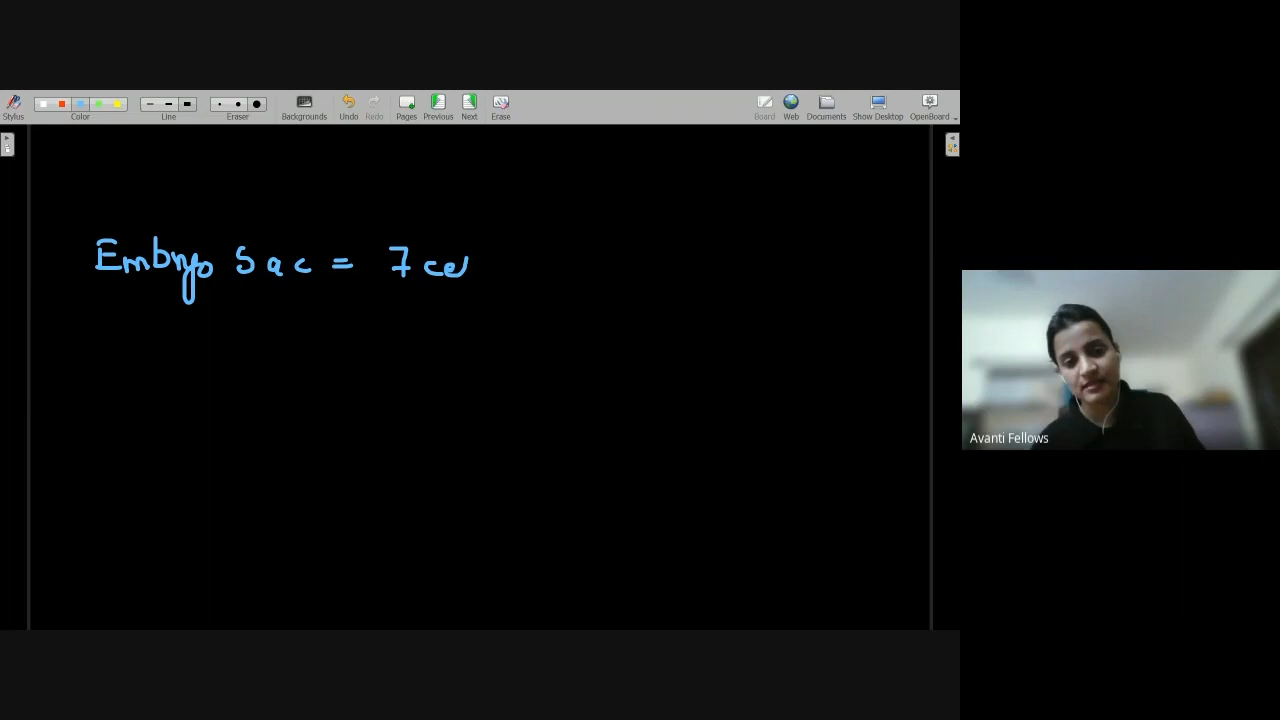 Stylus Color Line Eraser Backgrounds Undo Redo Pages Previous Next Erase Board Web Documents Show Desktop OpenBoard
Embryo Sac = 7 cel
Avanti Fellows